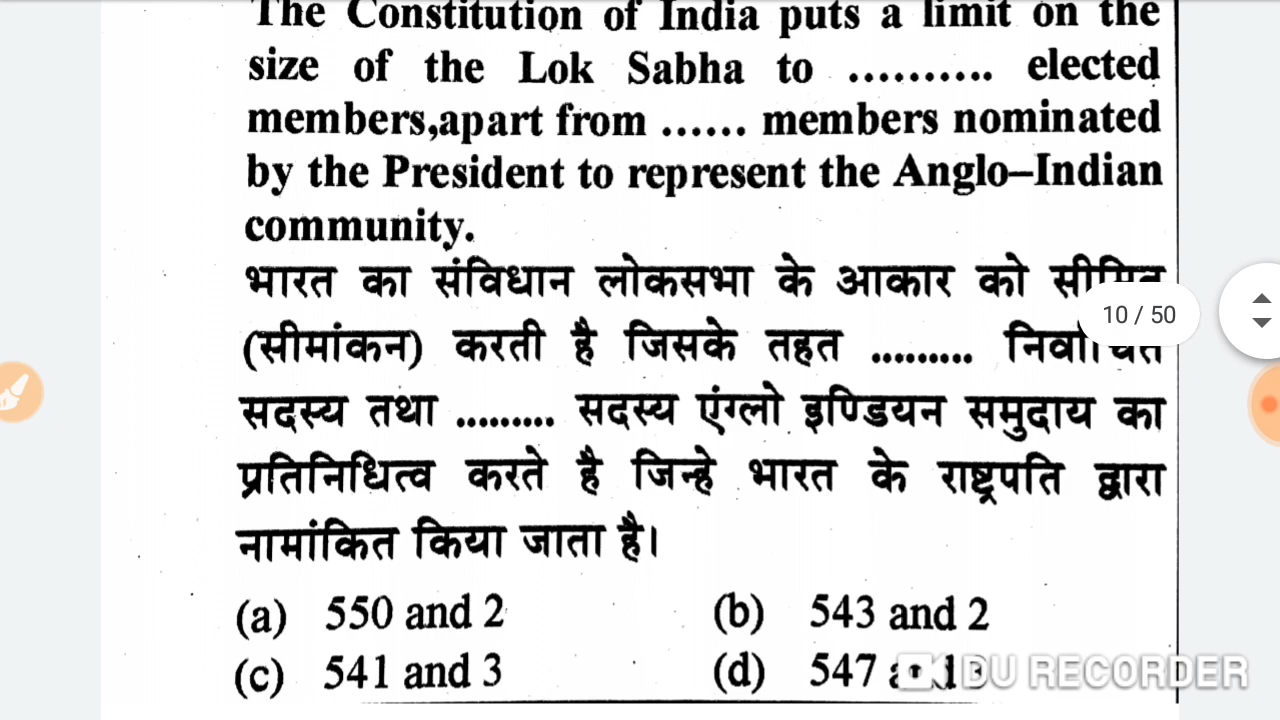 The Constitution of India puts a limit on the
size of the Lok Sabha to .......... elected
members,apart from ...... members nominated
by the President to represent the Anglo–Indian
community.
भारत का संविधान लोकसभा के आकार को सीमित
10 / 50
(सीमांकन) करती है जिसके तहत ......... निर्वाचित
सदस्य तथा ......... सदस्य एंग्लो इण्डियन समुदाय का
प्रतिनिधित्व करते है जिन्हे भारत के राष्ट्रपति द्वारा
नामांकित किया जाता है।
(a) 550 and 2 (b) 543 and 2
(c) 541 and 3 (d) 547
DU RECORDER